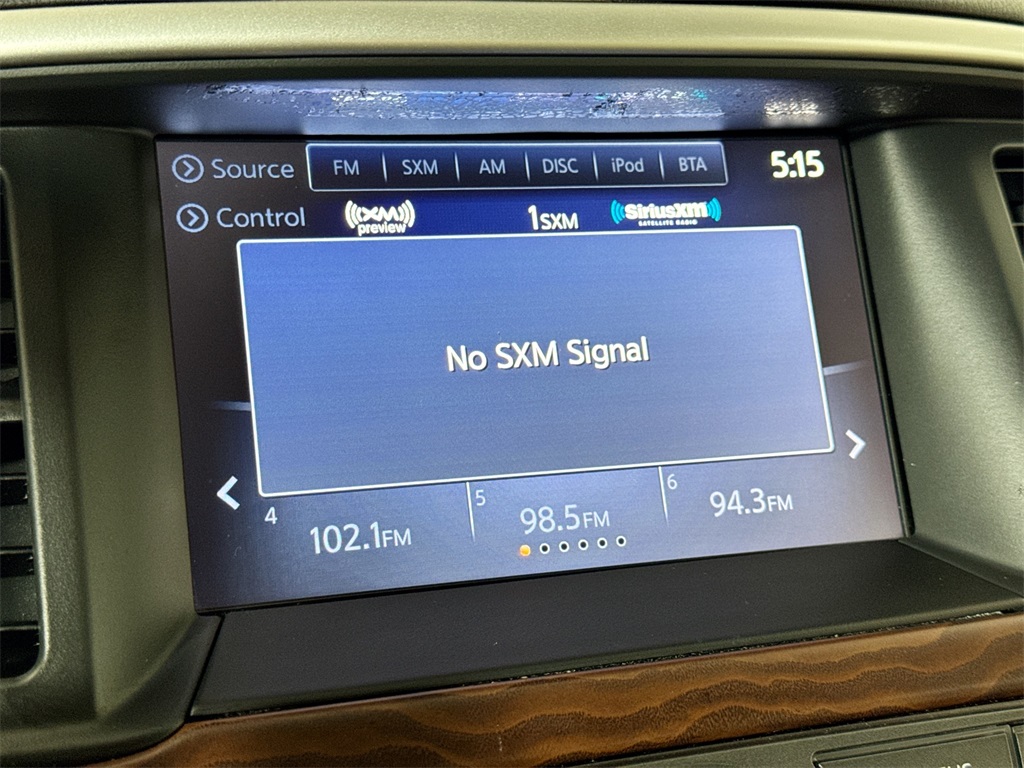 Source FM SXM AM DISC iPod BTA 5:15
Control ((XM)) preview 1SXM SiriusXM SATELLITE RADIO
No SXM Signal
4 102.1FM 5 98.5FM 6 94.3FM